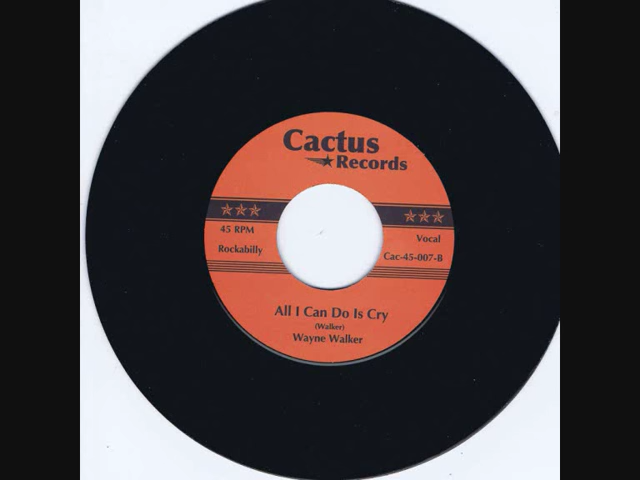 Cactus
Records
45 RPM
Rockabilly
Vocal
Cac-45-007-B
All I Can Do Is Cry
(Walker)
Wayne Walker